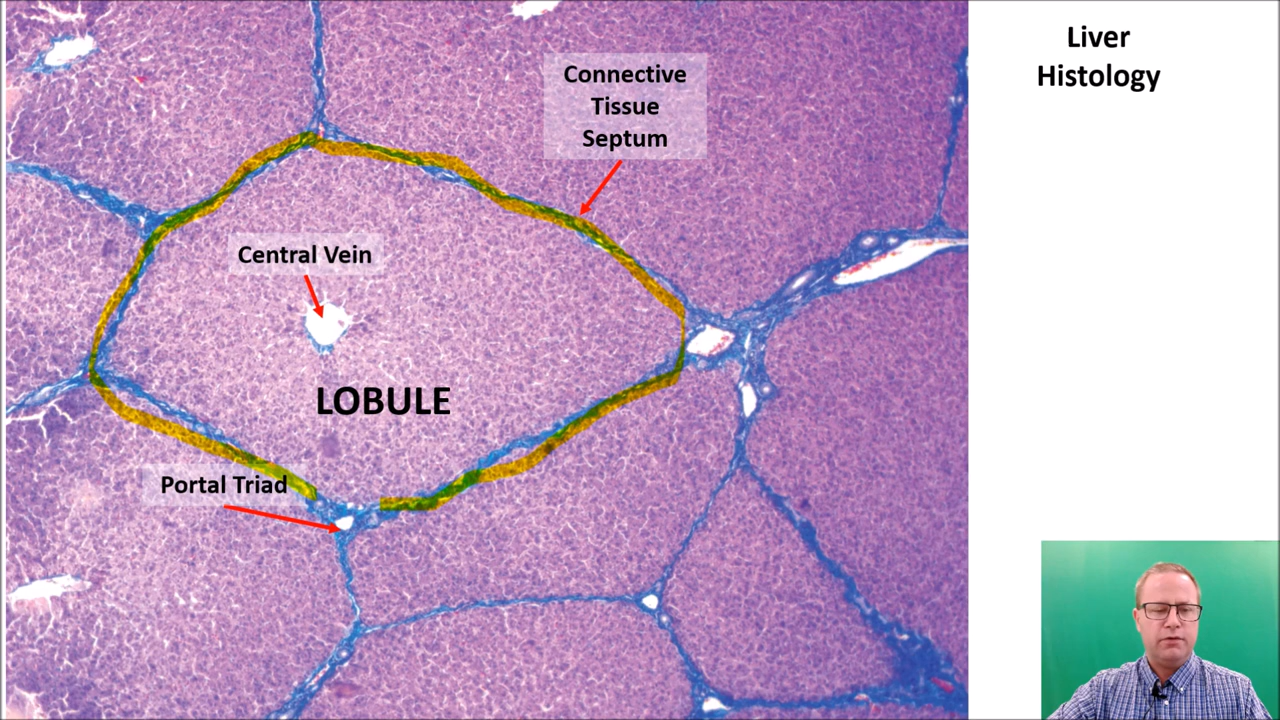 Liver
Histology
Connective
Tissue
Septum
Central Vein
LOBULE
Portal Triad